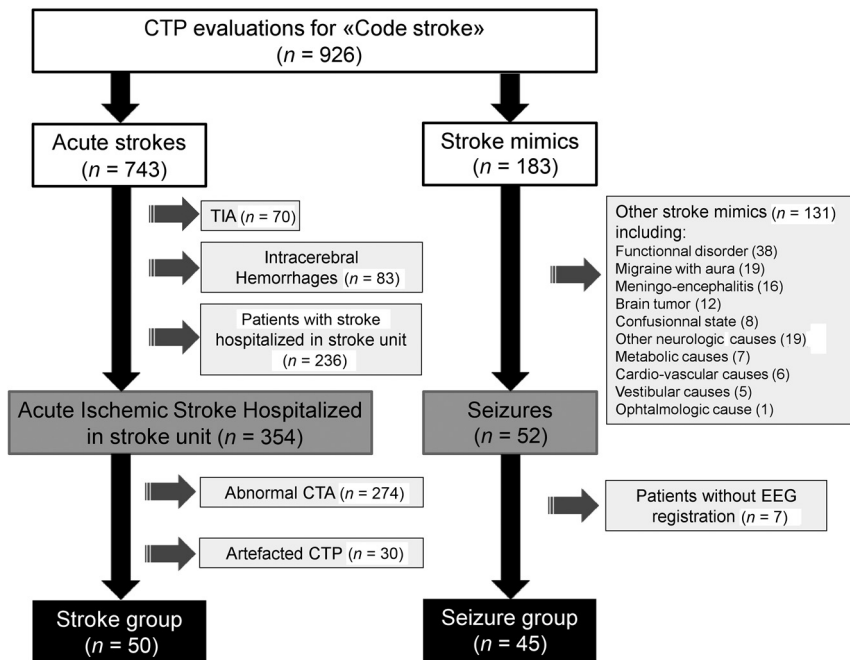 CTP evaluations for «Code stroke»
(n = 926)
Acute strokes
(n = 743)
Stroke mimics
(n = 183)
TIA (n = 70)
Intracerebral
Hemorrhages (n = 83)
Patients with stroke
hospitalized in stroke unit
(n = 236)
Other stroke mimics (n = 131)
including:
Functionnal disorder (38)
Migraine with aura (19)
Meningo-encephalitis (16)
Brain tumor (12)
Confusionnal state (8)
Other neurologic causes (19)
Metabolic causes (7)
Cardio-vascular causes (6)
Vestibular causes (5)
Ophtalmologic cause (1)
Acute Ischemic Stroke Hospitalized
in stroke unit (n = 354)
Seizures
(n = 52)
Abnormal CTA (n = 274)
Artefacted CTP (n = 30)
Patients without EEG
registration (n = 7)
Stroke group
(n = 50)
Seizure group
(n = 45)